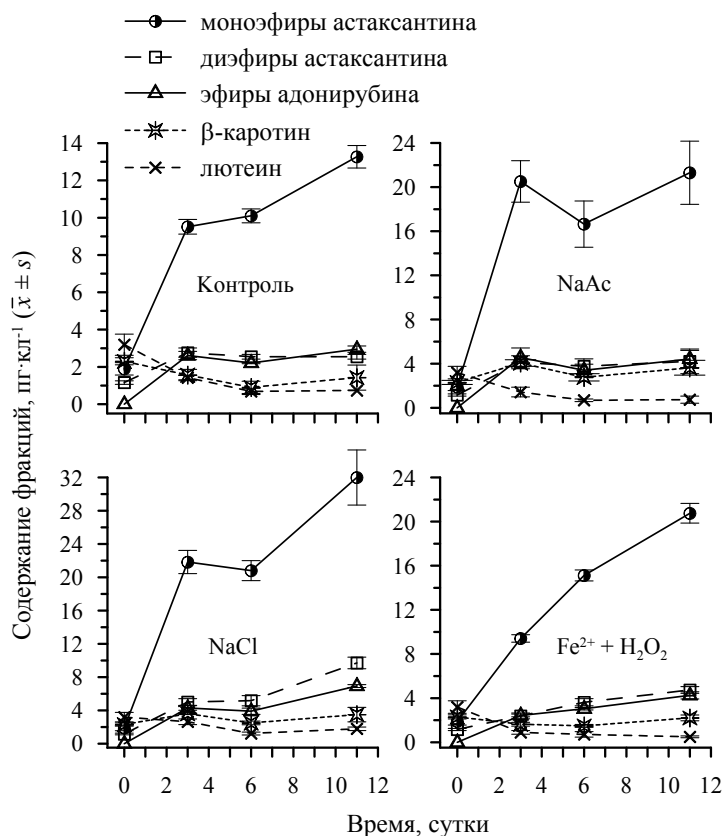 моноэфиры астаксантина
диэфиры астаксантина
эфиры адонирубина
β-каротин
лютеин
Содержание фракций, пг·кл⁻¹ (x̅ ± s)
14
12
10
8
6
4
2
0
Контроль
24
20
16
12
8
4
0
NaAc
32
28
24
20
16
12
8
4
0
NaCl
0 2 4 6 8 10 12
24
20
16
12
8
4
0
Fe²⁺ + H₂O₂
0 2 4 6 8 10 12
Время, сутки